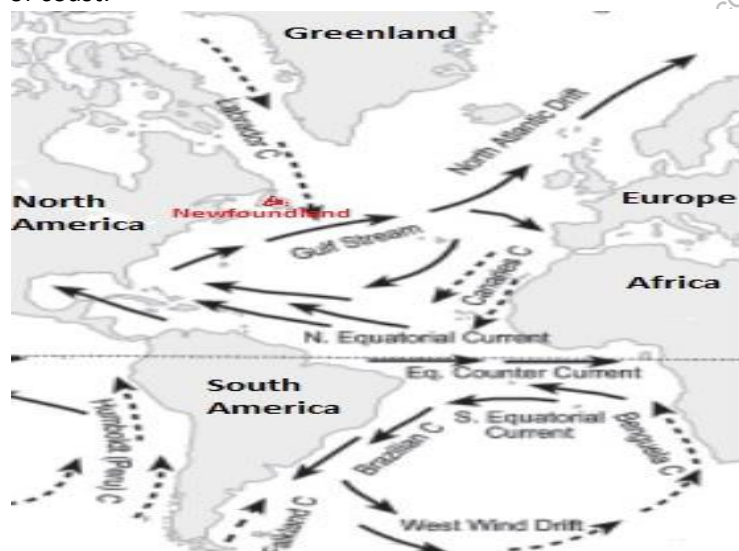 Greenland
Labrador C
North Atlantic Drift
North
America
Newfoundland
Europe
Gulf Stream
Canaries C
Africa
N. Equatorial Current
Eq. Counter Current
South
America
S. Equatorial
Current
Humboldt (Peru) C
Brazilian C
Benguela C
alkland C
West Wind Drift